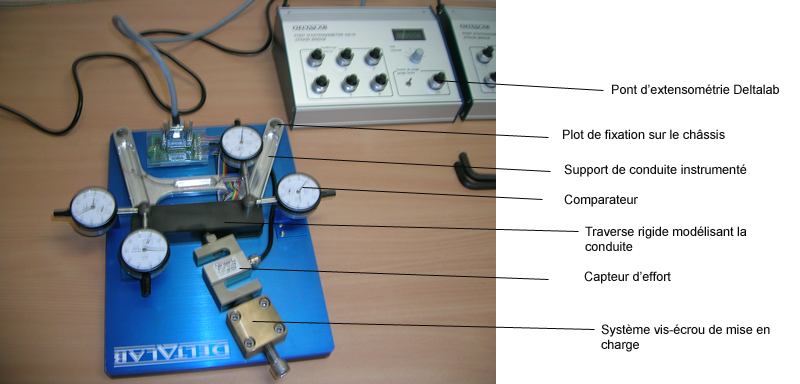 DELTALAB
Pont d'extensométrie Deltalab
Plot de fixation sur le châssis
Support de conduite instrumenté
Comparateur
Traverse rigide modélisant la
conduite
Capteur d'effort
Système vis-écrou de mise en
charge
DELTALAB